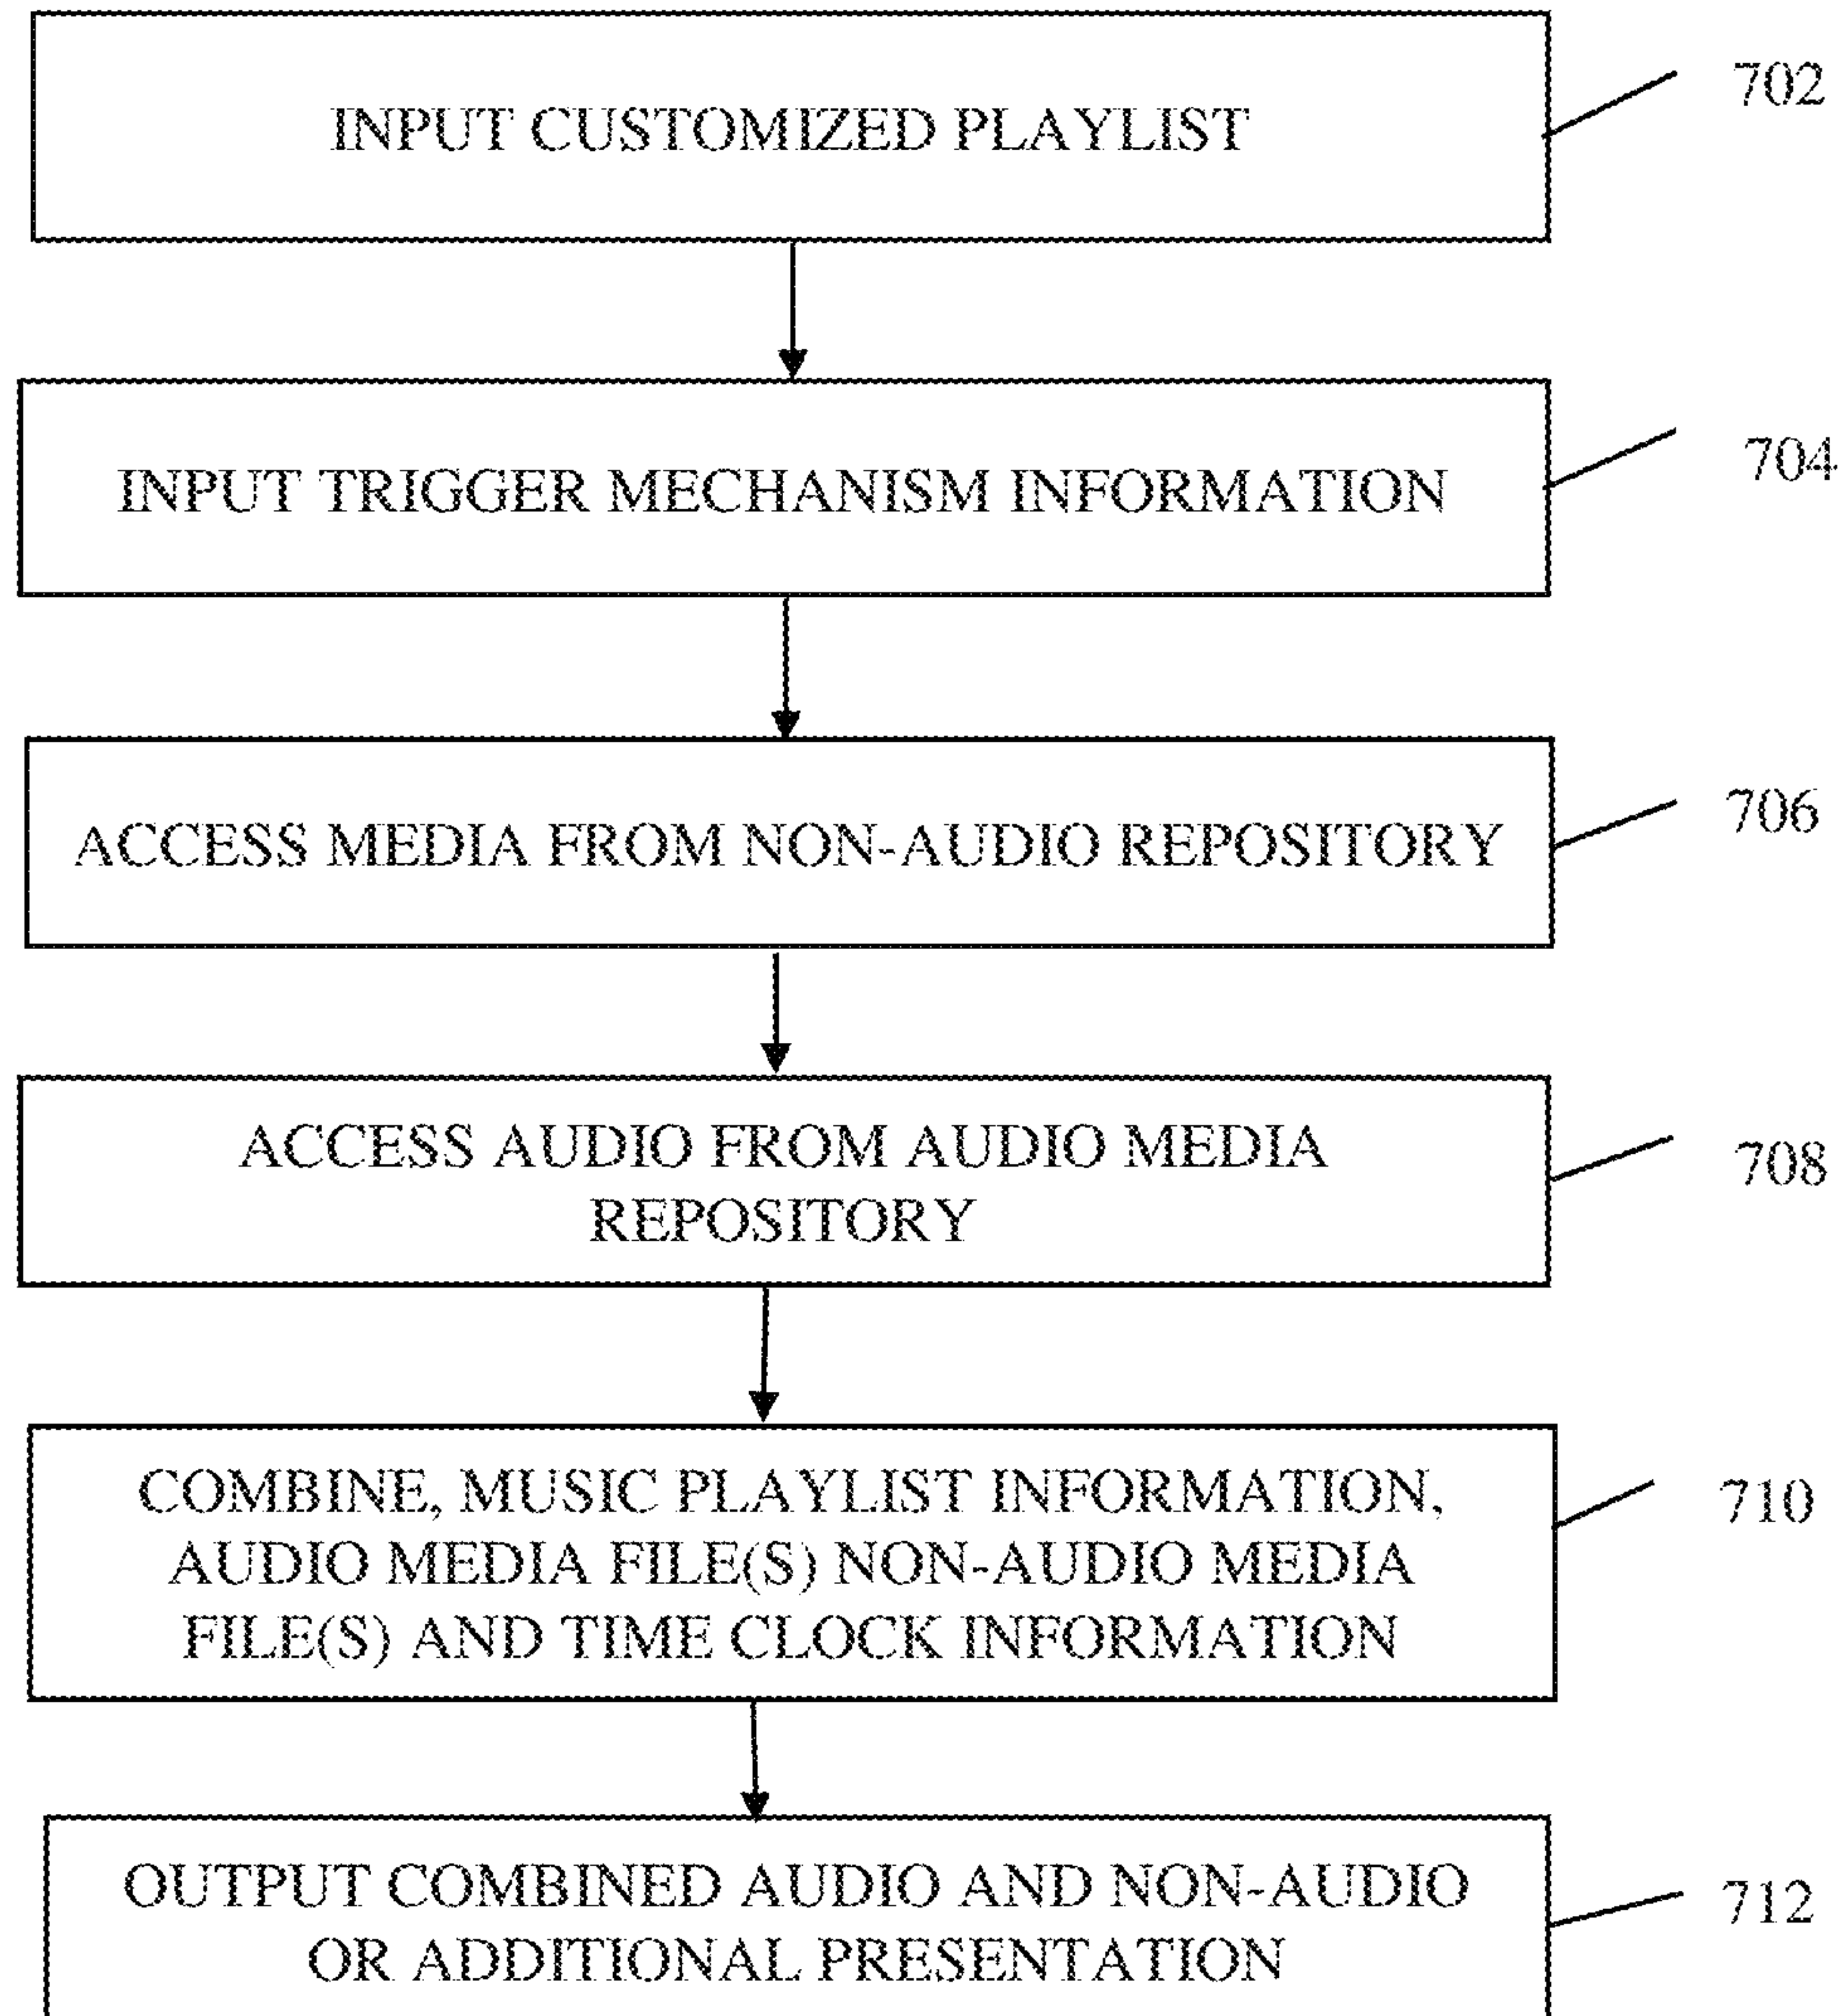 INPUT CUSTOMIZED PLAYLIST
702
INPUT TRIGGER MECHANISM INFORMATION
704
ACCESS MEDIA FROM NON-AUDIO REPOSITORY
706
ACCESS AUDIO FROM AUDIO MEDIA
REPOSITORY
708
COMBINE, MUSIC PLAYLIST INFORMATION,
AUDIO MEDIA FILE(S) NON-AUDIO MEDIA
FILE(S) AND TIME CLOCK INFORMATION
710
OUTPUT COMBINED AUDIO AND NON-AUDIO
OR ADDITIONAL PRESENTATION
712